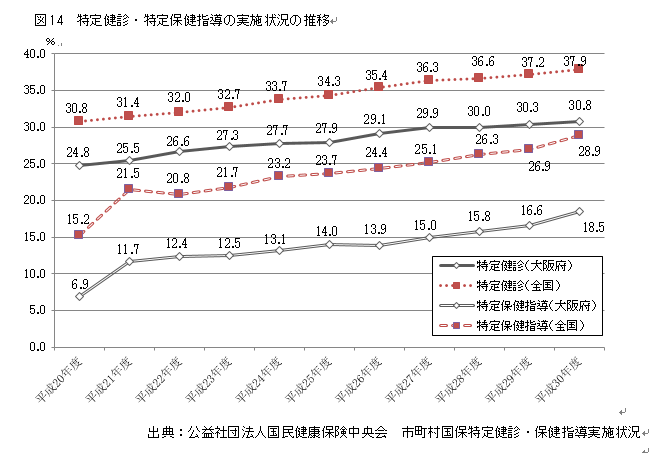 図14　特定健診・特定保健指導の実施状況の推移
%
40.0
35.0
30.0
25.0
20.0
15.0
10.0
5.0
0.0
30.8 31.4 32.0 32.7 33.7 34.3 35.4 36.3 36.6 37.2 37.9
24.8 25.5 26.6 27.3 27.7 27.9 29.1 29.9 30.0 30.3 30.8
15.2 21.5 20.8 21.7 23.2 23.7 24.4 25.1 26.3 26.9 28.9
6.9 11.7 12.4 12.5 13.1 14.0 13.9 15.0 15.8 16.6 18.5
特定健診(大阪府)
特定健診(全国)
特定保健指導(大阪府)
特定保健指導(全国)
平成20年度 平成21年度 平成22年度 平成23年度 平成24年度 平成25年度 平成26年度 平成27年度 平成28年度 平成29年度 平成30年度
出典：公益社団法人国民健康保険中央会　市町村国保特定健診・保健指導実施状況